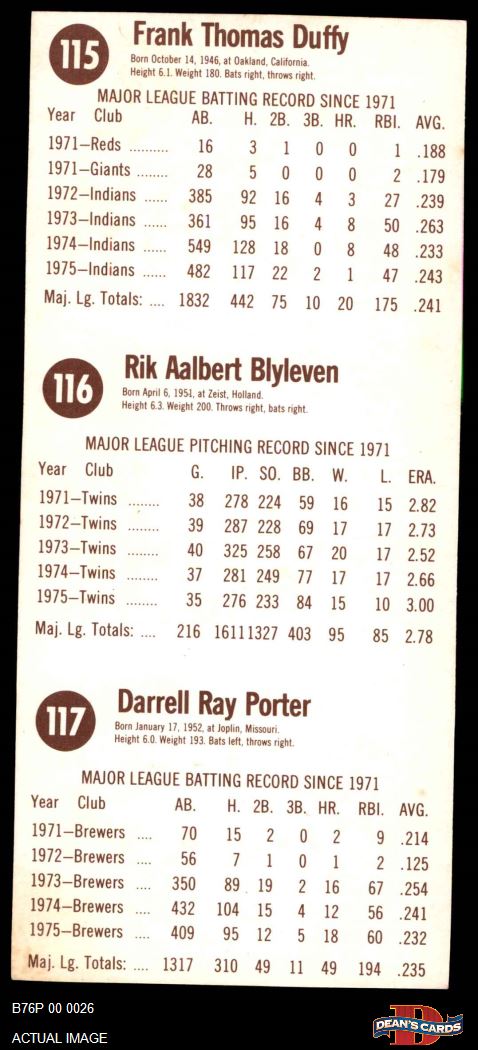 115
Frank Thomas Duffy
Born October 14, 1946, at Oakland, California.
Height 6.1. Weight 180. Bats right, throws right.
MAJOR LEAGUE BATTING RECORD SINCE 1971
Year Club AB. H. 2B. 3B. HR. RBI. AVG.
1971—Reds .......... 16 3 1 0 0 1 .188
1971—Giants ........ 28 5 0 0 0 2 .179
1972—Indians ...... 385 92 16 4 3 27 .239
1973—Indians ...... 361 95 16 4 8 50 .263
1974—Indians ...... 549 128 18 0 8 48 .233
1975—Indians ...... 482 117 22 2 1 47 .243
Maj. Lg. Totals: .... 1832 442 75 10 20 175 .241
116
Rik Aalbert Blyleven
Born April 6, 1951, at Zeist, Holland.
Height 6.3. Weight 200. Throws right, bats right.
MAJOR LEAGUE PITCHING RECORD SINCE 1971
Year Club G. IP. SO. BB. W. L. ERA.
1971—Twins ........ 38 278 224 59 16 15 2.82
1972—Twins ........ 39 287 228 69 17 17 2.73
1973—Twins ........ 40 325 258 67 20 17 2.52
1974—Twins ........ 37 281 249 77 17 17 2.66
1975—Twins ........ 35 276 233 84 15 10 3.00
Maj. Lg. Totals: .... 216 1611 1327 403 95 85 2.78
117
Darrell Ray Porter
Born January 17, 1952, at Joplin, Missouri.
Height 6.0. Weight 193. Bats left, throws right.
MAJOR LEAGUE BATTING RECORD SINCE 1971
Year Club AB. H. 2B. 3B. HR. RBI. AVG.
1971—Brewers .... 70 15 2 0 2 9 .214
1972—Brewers .... 56 7 1 0 1 2 .125
1973—Brewers .... 350 89 19 2 16 67 .254
1974—Brewers .... 432 104 15 4 12 56 .241
1975—Brewers .... 409 95 12 5 18 60 .232
Maj. Lg. Totals: .... 1317 310 49 11 49 194 .235
B76P 00 0026
ACTUAL IMAGE
D
DEAN'S CARDS